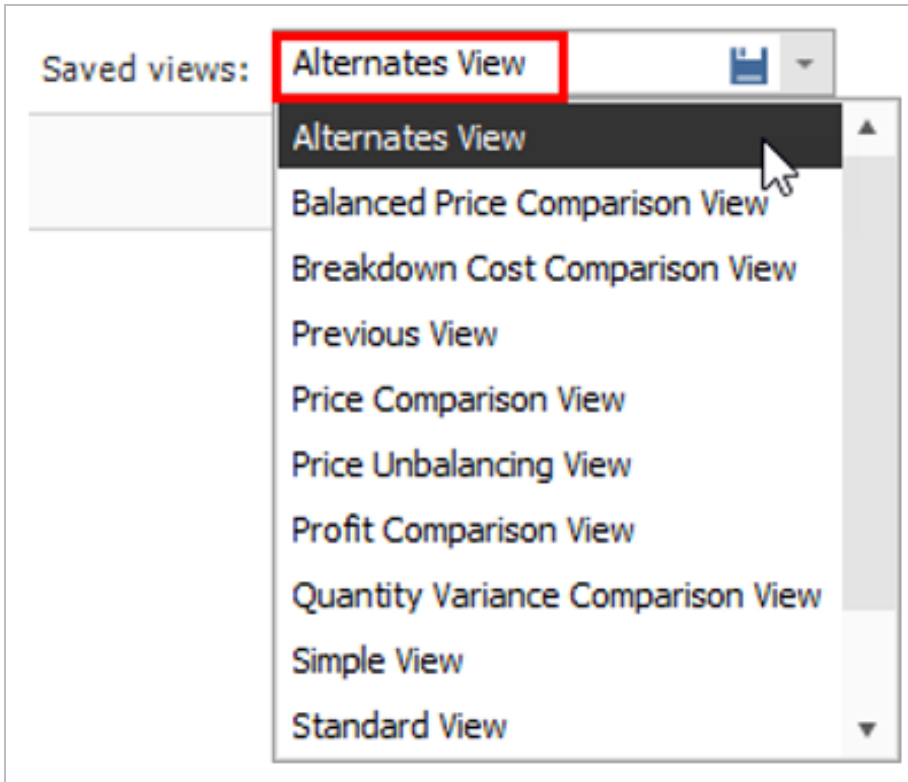 Saved views: Alternates View
Alternates View
Balanced Price Comparison View
Breakdown Cost Comparison View
Previous View
Price Comparison View
Price Unbalancing View
Profit Comparison View
Quantity Variance Comparison View
Simple View
Standard View